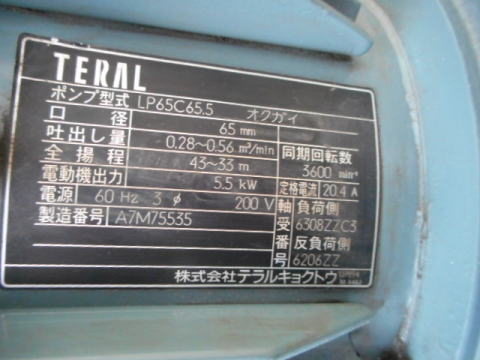 TERAL
ポンプ型式 LP65C65.5 オクガイ
口径 65 mm
吐出し量 0.28~0.56 m³/min 同期回転数
全揚程 43~33 m 3600 min⁻¹
電動機出力 5.5 kW 定格電流 20.4 A
電源 60 Hz 3 φ 200 V 軸受番号 負荷側
製造番号 A7M75535 6308ZZC3
反負荷側
6206ZZ
株式会社テラルキョクトウ